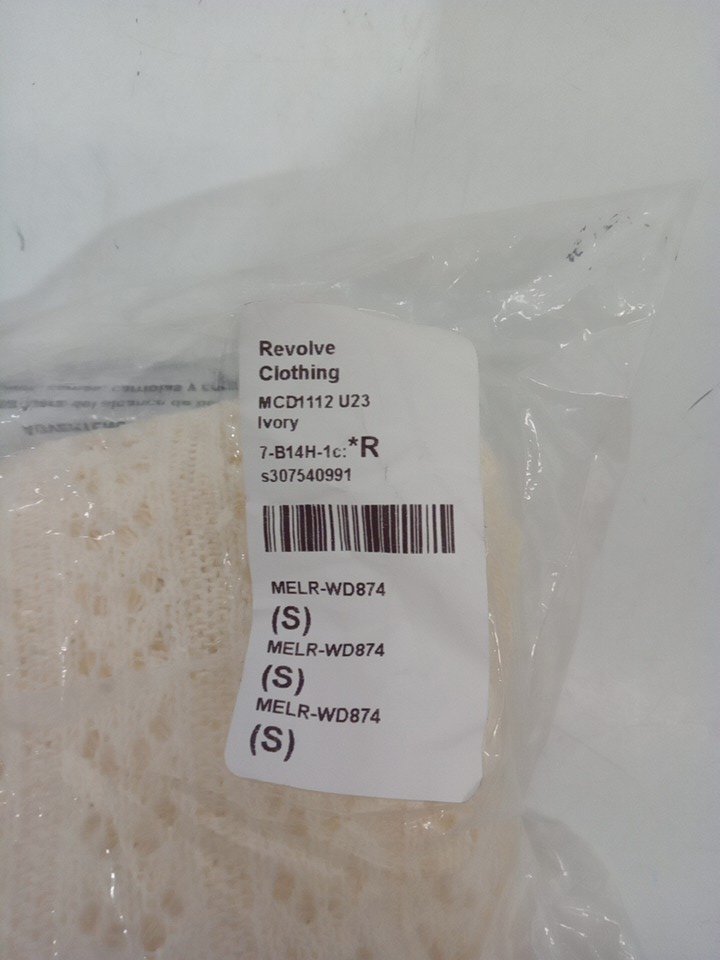 Revolve
Clothing
MCD1112 U23
Ivory
7-B14H-1c:*R
s307540991
MELR-WD874
(S)
MELR-WD874
(S)
MELR-WD874
(S)